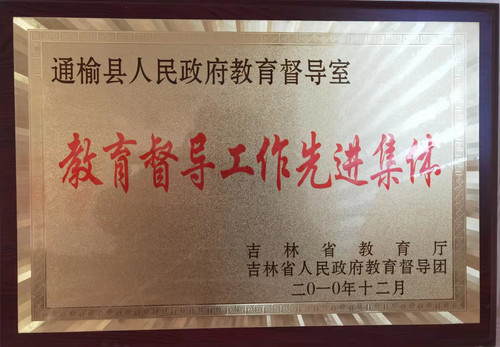 通榆县人民政府教育督导室
教育督导工作先进集体
吉林省教育厅
吉林省人民政府教育督导团
二○一○年十二月